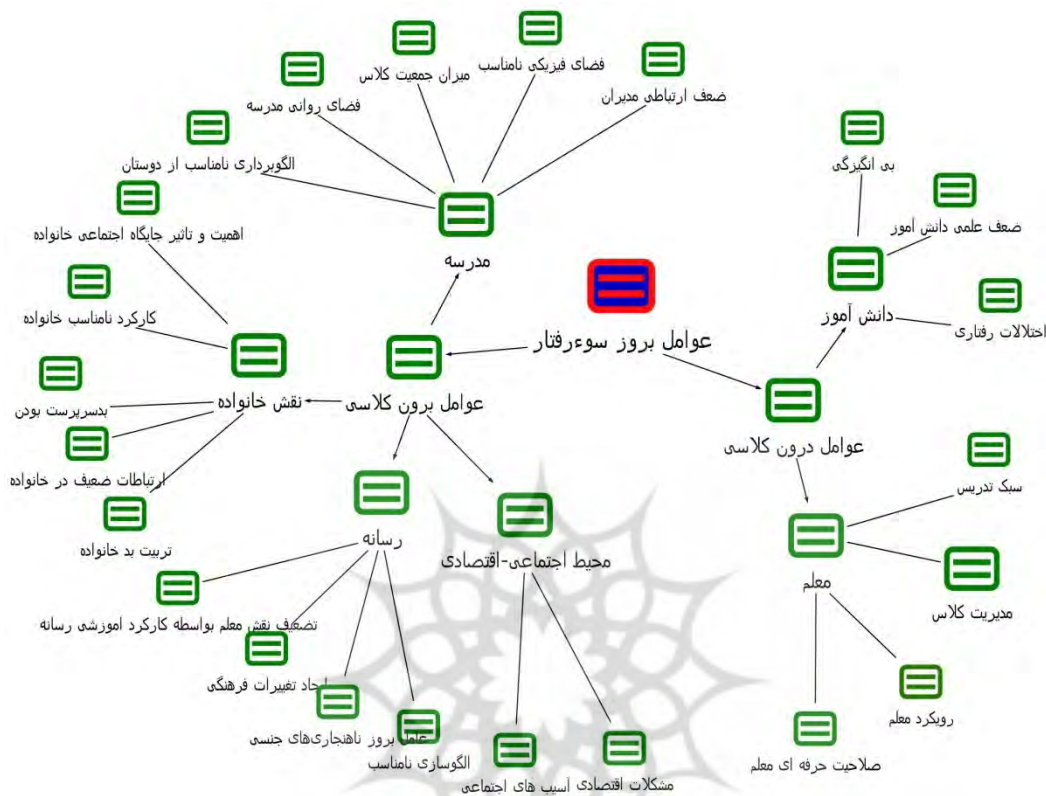 فضای فیزیکی نامناسب
میزان جمعیت کلاس
ضعف ارتباطی مدیران
فضای روانی مدرسه
الگوبرداری نامناسب از دوستان
بی انگیزگی
اهمیت و تاثیر جایگاه اجتماعی خانواده
ضعف علمی دانش آموز
مدرسه
دانش آموز
کارکرد نامناسب خانواده
اختلالات رفتاری
عوامل بروز سوءرفتار
نقش خانواده
عوامل برون کلاسی
بدسرپرست بودن
عوامل درون کلاسی
ارتباطات ضعیف در خانواده
سبک تدریس
رسانه
تربیت بد خانواده
محیط اجتماعی-اقتصادی
معلم
مدیریت کلاس
تضعیف نقش معلم بواسطه کارکرد اموزشی رسانه
ایجاد تغییرات فرهنگی
رویکرد معلم
عامل بروز ناهنجاری‌های جنسی
الگوسازی نامناسب
صلاحیت حرفه ای معلم
آسیب های اجتماعی
مشکلات اقتصادی